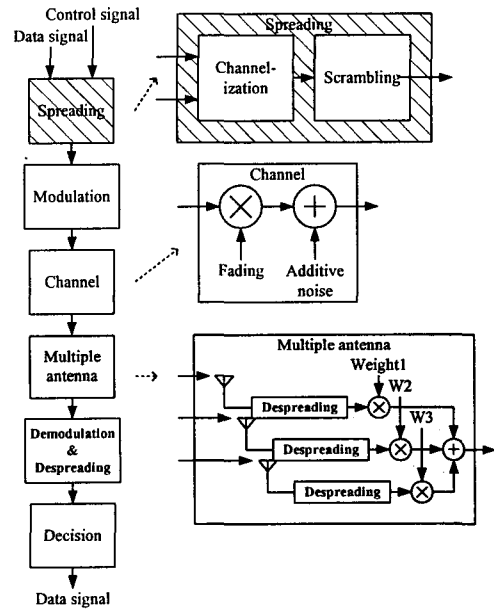 Control signal
Data signal
Spreading
Modulation
Channel
Multiple
antenna
Demodulation
&
Despreading
Decision
Data signal
Spreading
Channel-
ization
Scrambling
Channel
Fading
Additive
noise
Multiple antenna
Weight1
W2
W3
Despreading
Despreading
Despreading